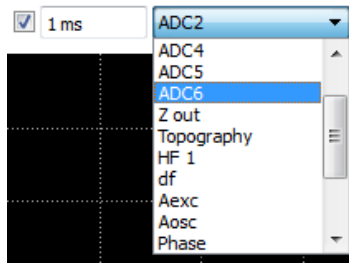 1 ms ADC2
ADC4
ADC5
ADC6
Z out
Topography
HF 1
df
Aexc
Aosc
Phase